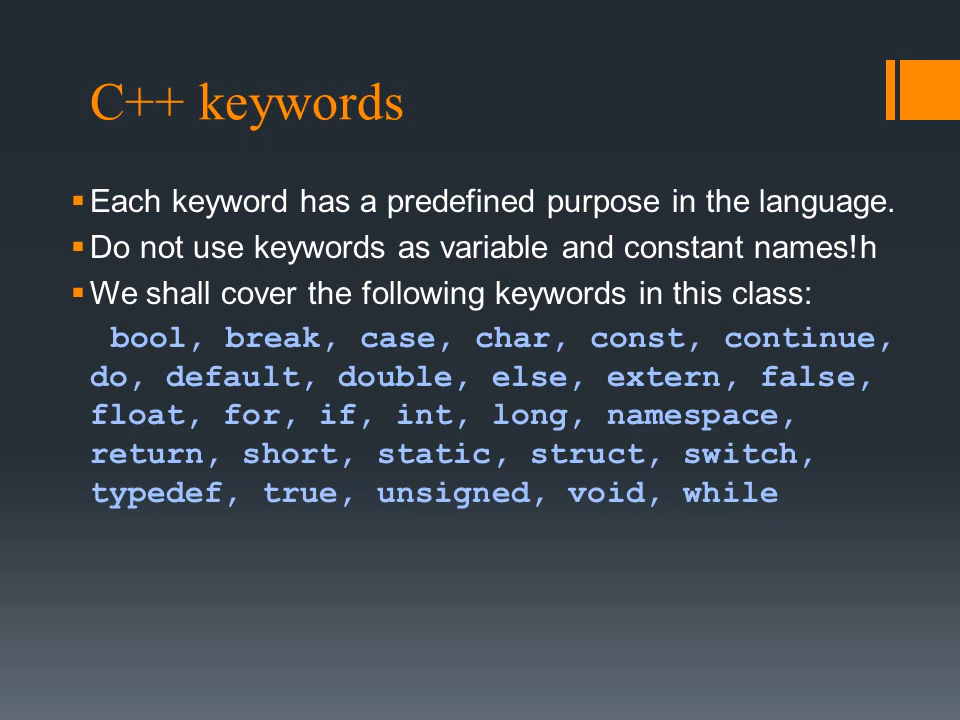 C++ keywords
Each keyword has a predefined purpose in the language.
Do not use keywords as variable and constant names!h
We shall cover the following keywords in this class:
bool, break, case, char, const, continue,
do, default, double, else, extern, false,
float, for, if, int, long, namespace,
return, short, static, struct, switch,
typedef, true, unsigned, void, while